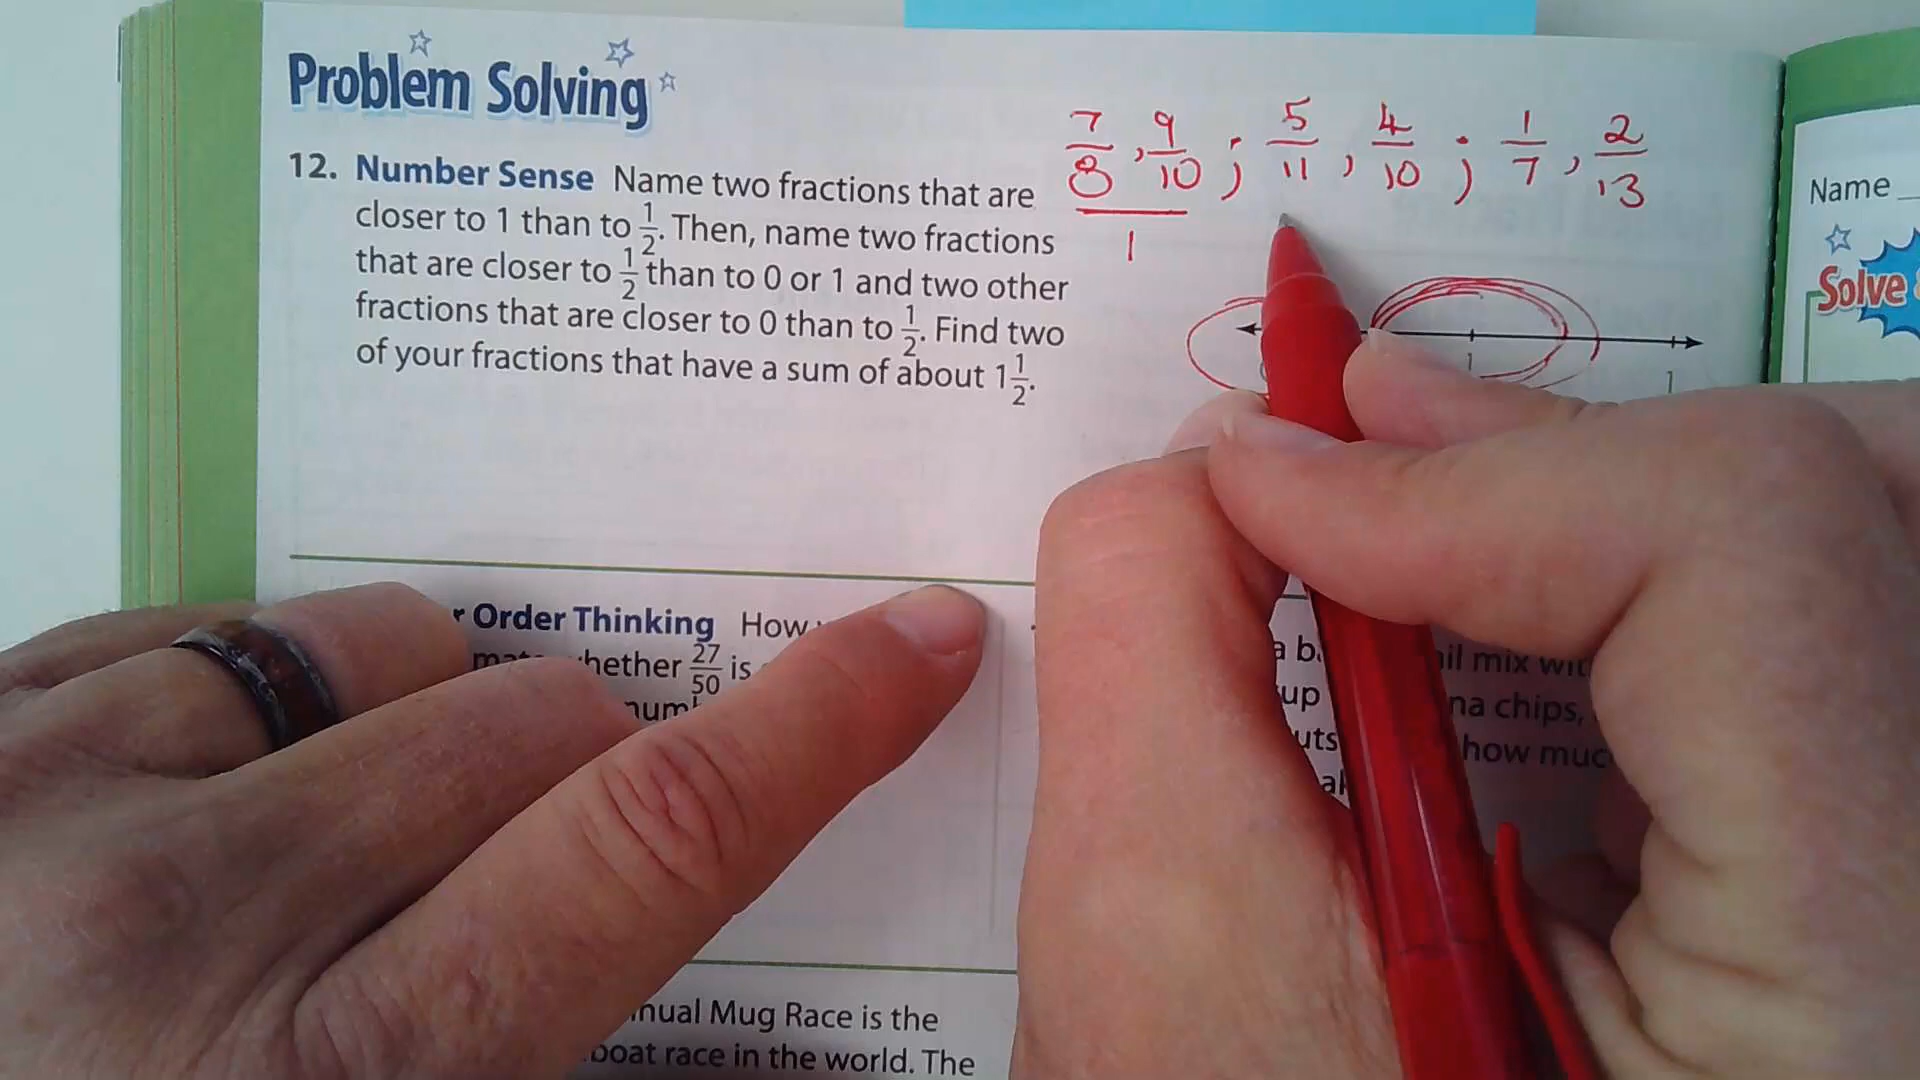 Problem Solving
7/8, 9/10; 5/11, 4/10; 1/7, 2/13
1
12. Number Sense Name two fractions that are
closer to 1 than to 1/2. Then, name two fractions
that are closer to 1/2 than to 0 or 1 and two other
fractions that are closer to 0 than to 1/2. Find two
of your fractions that have a sum of about 1 1/2.
1
Order Thinking How
whether 27/50 is
nual Mug Race is the
boat race in the world. The
a
mix
up
na chips,
how
Name
Solve